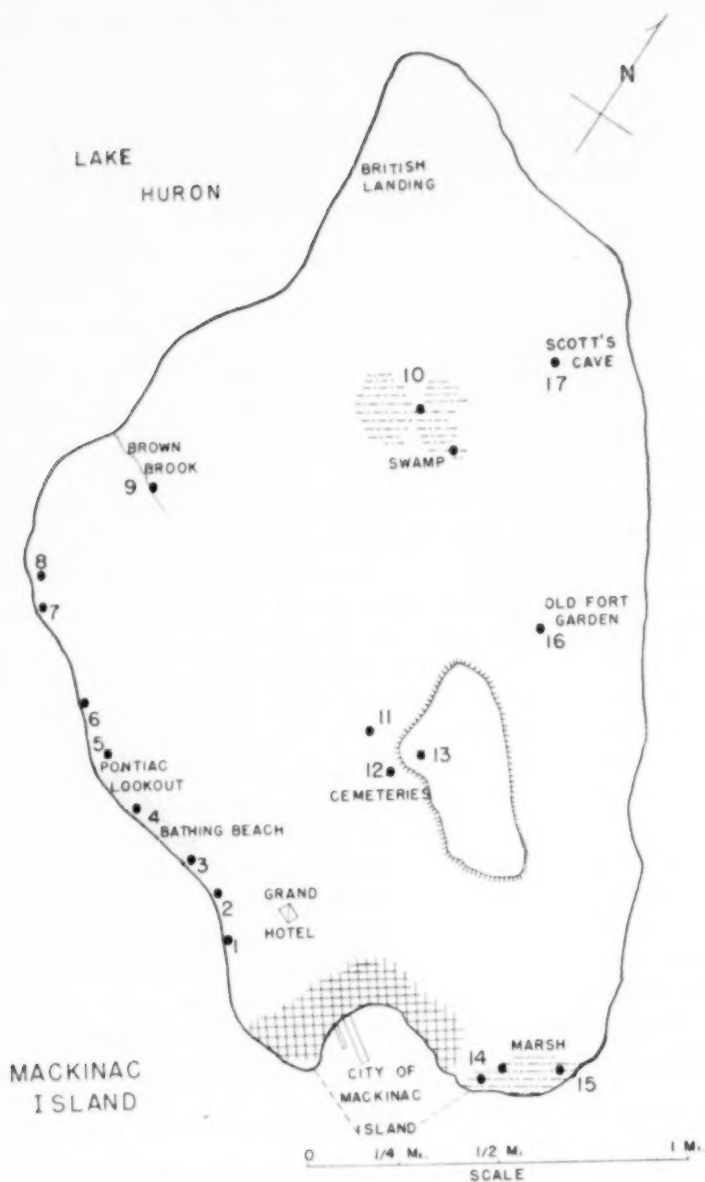 N
LAKE
HURON
BRITISH
LANDING
SCOTT'S
CAVE
17
10
SWAMP
BROWN
BROOK
9
8
7
OLD FORT
GARDEN
16
6
11
5
13
12
PONTIAC
LOOKOUT
CEMETERIES
4
BATHING BEACH
3
2
GRAND
HOTEL
1
MARSH
14
15
MACKINAC
ISLAND
CITY OF
MACKINAC
ISLAND
0 1/4 MI. 1/2 MI. 1 MI.
SCALE